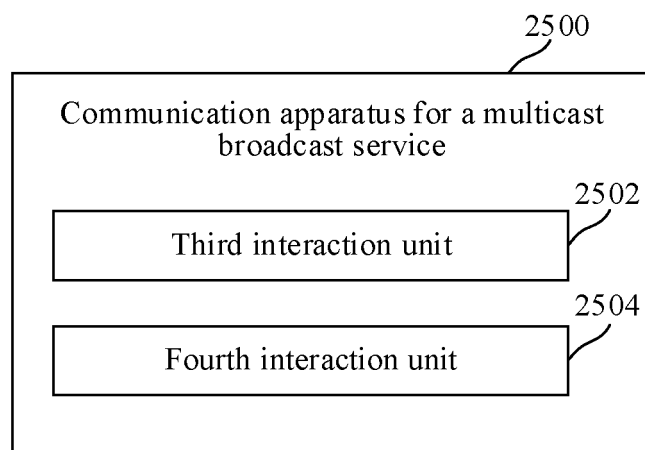 2500
Communication apparatus for a multicast
broadcast service
2502
Third interaction unit
2504
Fourth interaction unit